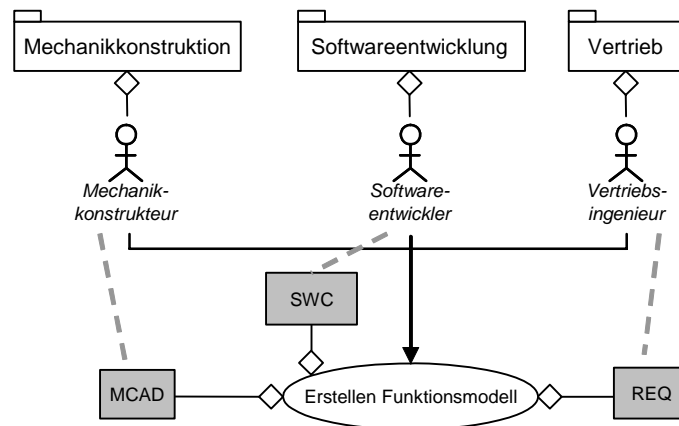 Mechanikkonstruktion
Softwareentwicklung
Vertrieb
Mechanik-
konstrukteur
Software-
entwickler
Vertriebs-
ingenieur
SWC
MCAD
Erstellen Funktionsmodell
REQ